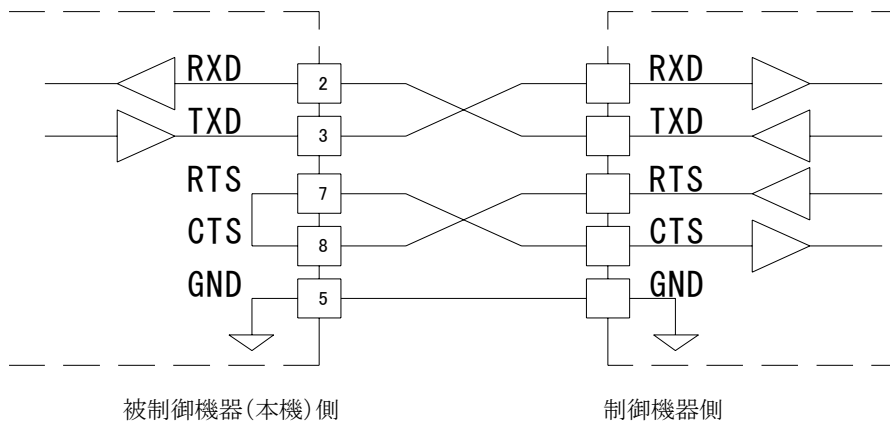 RXD 2 RXD
TXD 3 TXD
RTS 7 RTS
CTS 8 CTS
GND 5 GND
被制御機器(本機)側 制御機器側